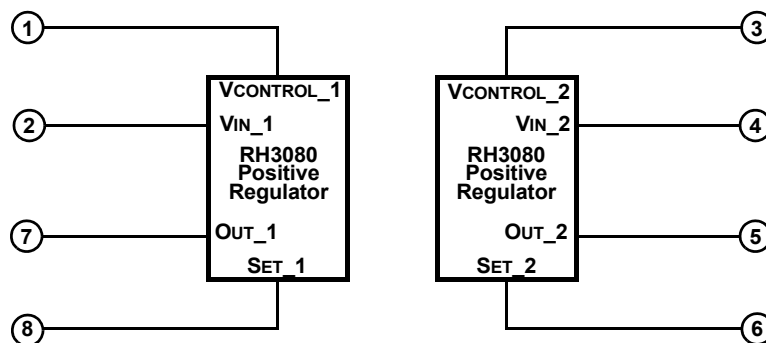 1
VCONTROL_1
2
VIN_1
RH3080
Positive
Regulator
7
OUT_1
SET_1
8
3
VCONTROL_2
VIN_2
4
RH3080
Positive
Regulator
OUT_2
5
SET_2
6